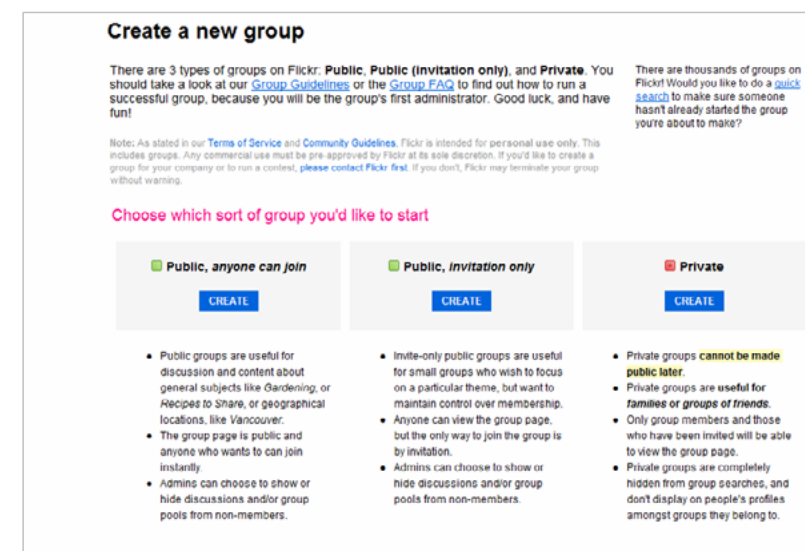 Create a new group
There are 3 types of groups on Flickr: Public, Public (invitation only), and Private. You
should take a look at our Group Guidelines or the Group FAQ to find out how to run a
successful group, because you will be the group's first administrator. Good luck, and have
fun!
There are thousands of groups on
Flickr! Would you like to do a quick
search to make sure someone
hasn't already started the group
you're about to make?
Note: As stated in our Terms of Service and Community Guidelines, Flickr is intended for personal use only. This
includes groups. Any commercial use must be pre-approved by Flickr at its sole discretion. If you'd like to create a
group for your company or to run a contest, please contact Flickr first. If you don't, Flickr may terminate your group
without warning.
Choose which sort of group you'd like to start
Public, anyone can join
CREATE
Public groups are useful for
discussion and content about
general subjects like Gardening, or
Recipes to Share, or geographical
locations, like Vancouver.
The group page is public and
anyone who wants to can join
instantly.
Admins can choose to show or
hide discussions and/or group
pools from non-members.
Public, invitation only
CREATE
Invite-only public groups are useful
for small groups who wish to focus
on a particular theme, but want to
maintain control over membership.
Anyone can view the group page,
but the only way to join the group is
by invitation.
Admins can choose to show or
hide discussions and/or group
pools from non-members.
Private
CREATE
Private groups cannot be made
public later.
Private groups are useful for
families or groups of friends.
Only group members and those
who have been invited will be able
to view the group page.
Private groups are completely
hidden from group searches, and
don't display on people's profiles
amongst groups they belong to.